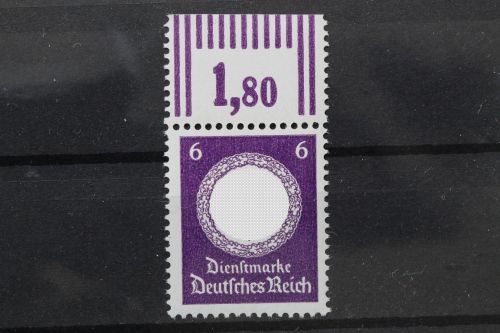 1,80
6 6
Dienſtmarke
Deutſches Reich